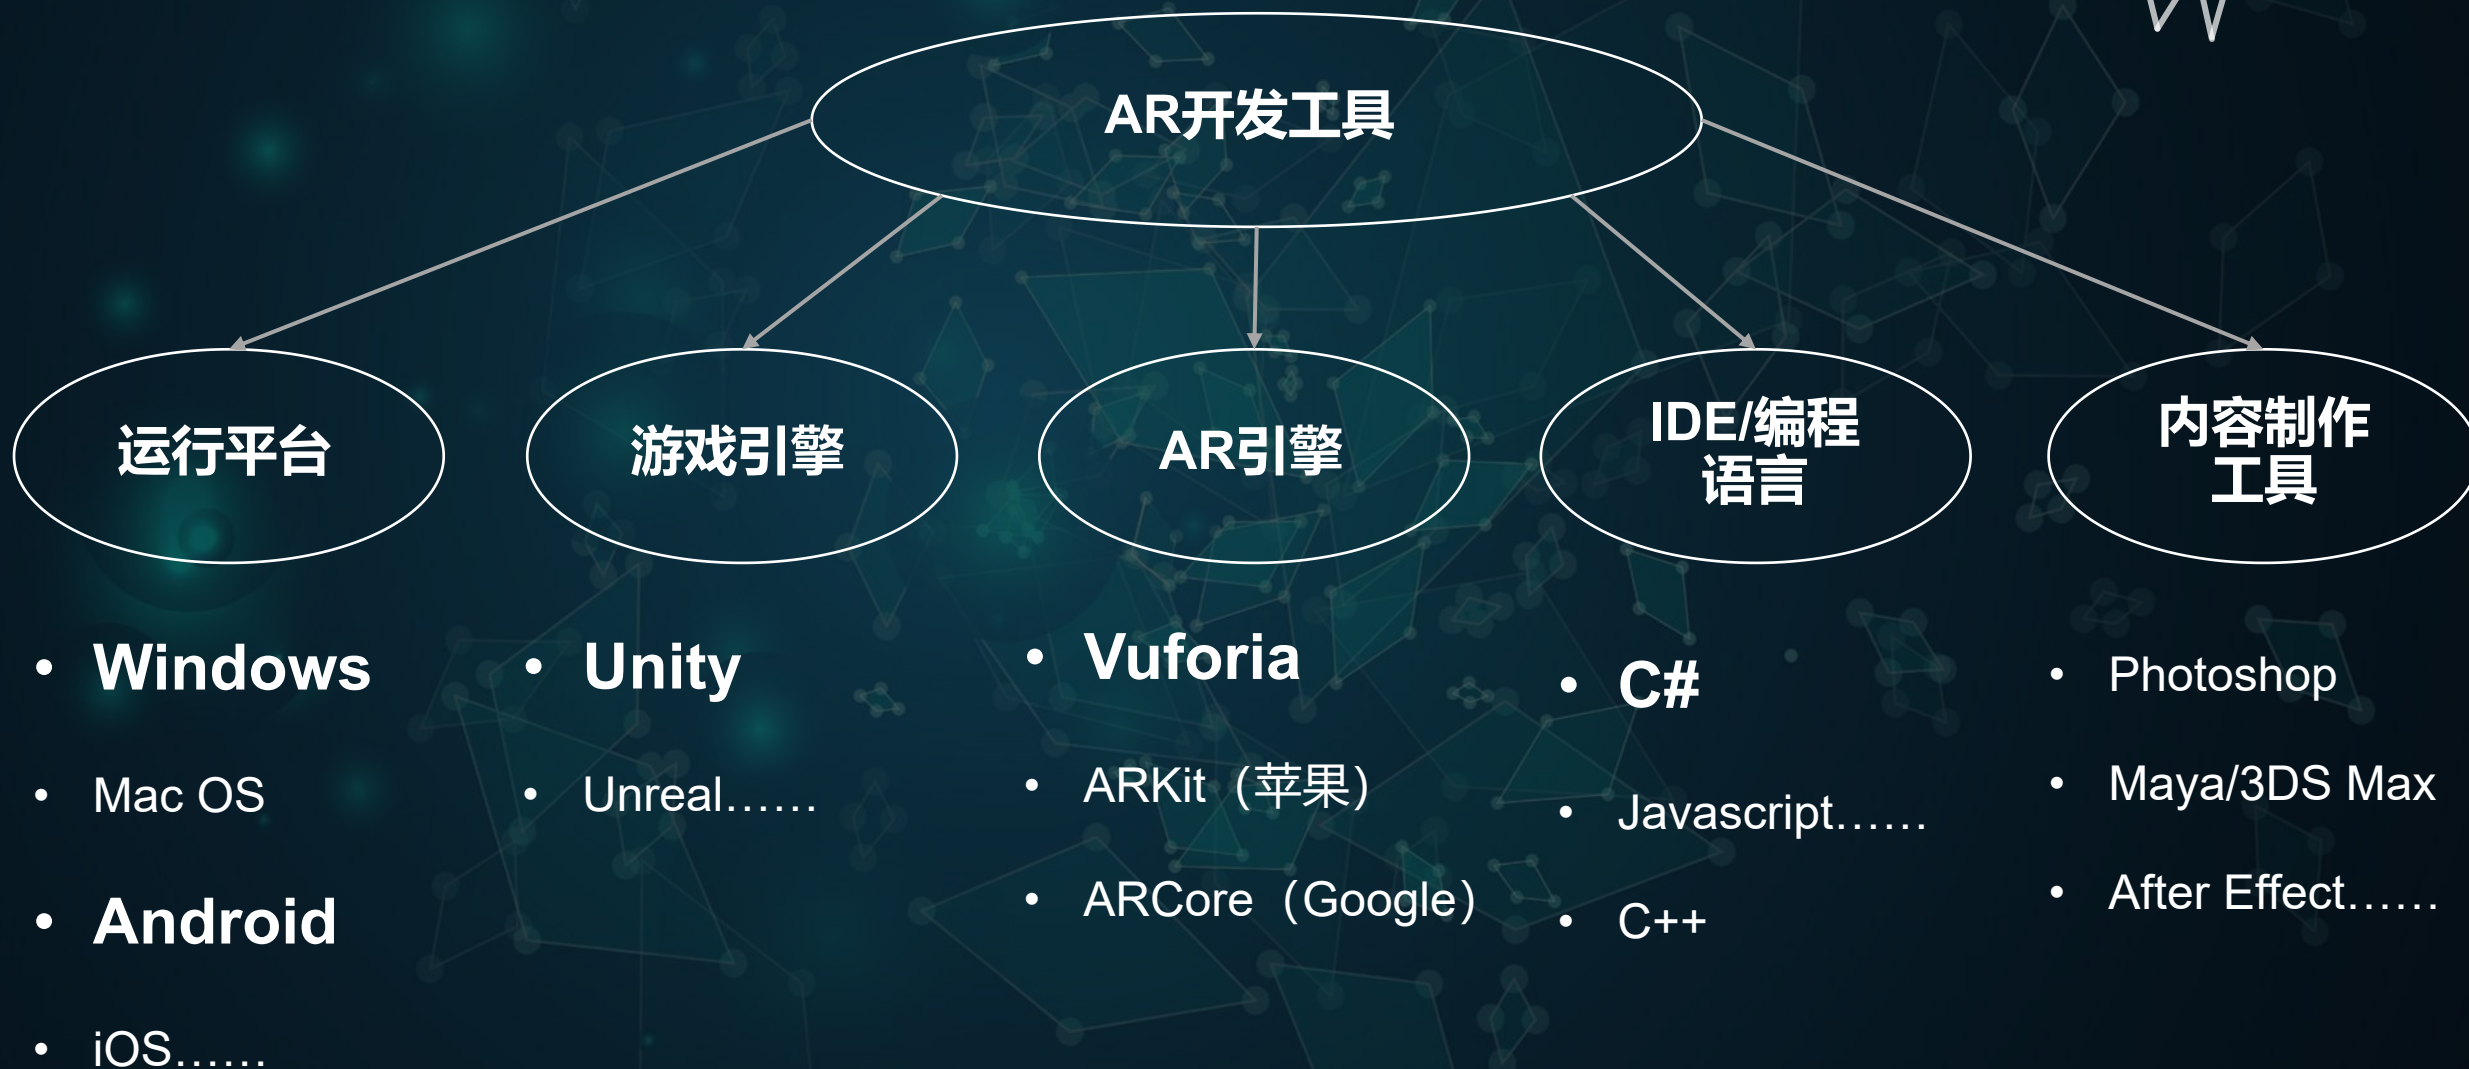 AR开发工具
运行平台
游戏引擎
AR引擎
IDE/编程
语言
内容制作
工具
• Windows
• Mac OS
• Android
• iOS……
• Unity
• Unreal……
• Vuforia
• ARKit（苹果）
• ARCore（Google）
• C#
• Javascript……
• C++
• Photoshop
• Maya/3DS Max
• After Effect……